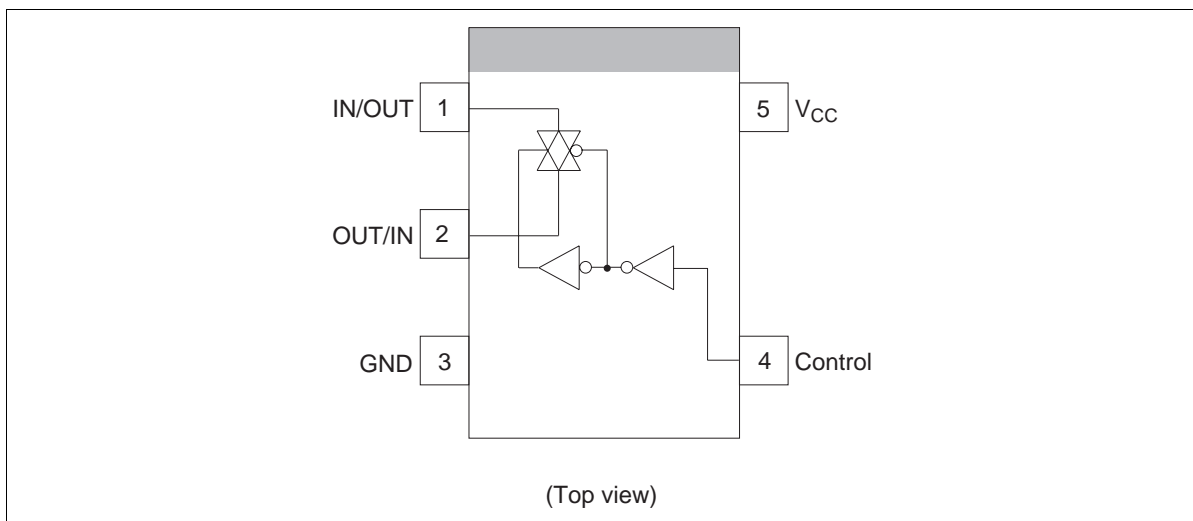 IN/OUT 1
5 VCC
OUT/IN 2
GND 3
4 Control
(Top view)